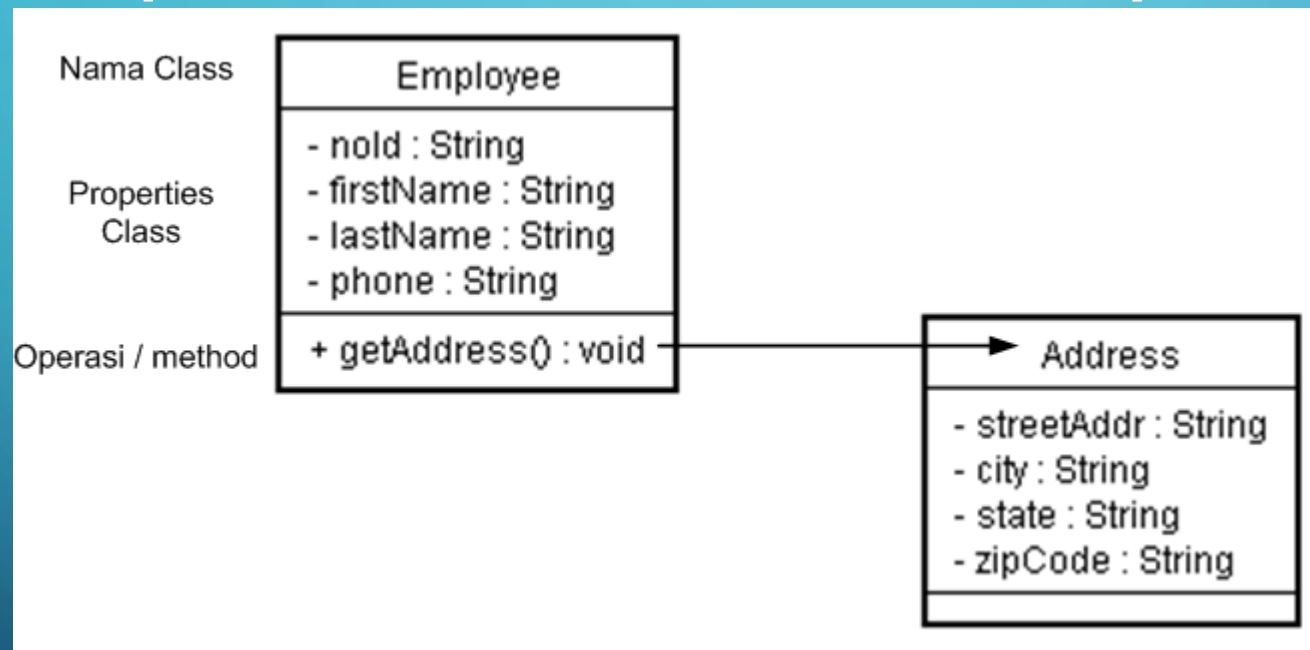 Nama Class
Employee
Properties
Class
- noId : String
- firstName : String
- lastName : String
- phone : String
Operasi / method
+ getAddress() : void
Address
- streetAddr : String
- city : String
- state : String
- zipCode : String